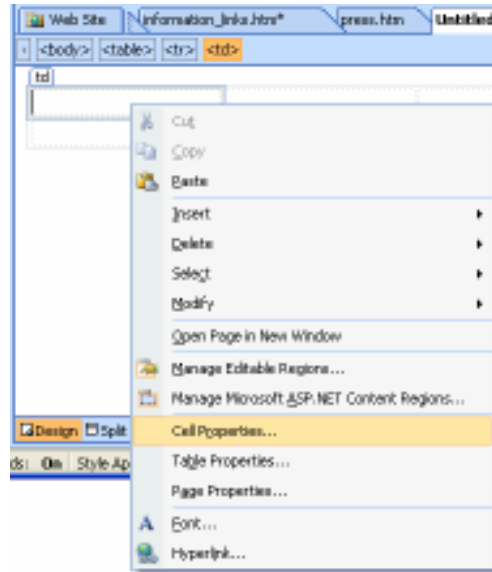 Web Site information_links.htm* press.htm Untitled
<body> <table> <tr> <td>
td
Cut
Copy
Paste
Insert
Delete
Select
Modify
Open Page in New Window
Manage Editable Regions...
Manage Microsoft ASP.NET Content Regions...
Design Split
Cell Properties...
ds: On Style Ap
Table Properties...
Page Properties...
Font...
Hyperlink...